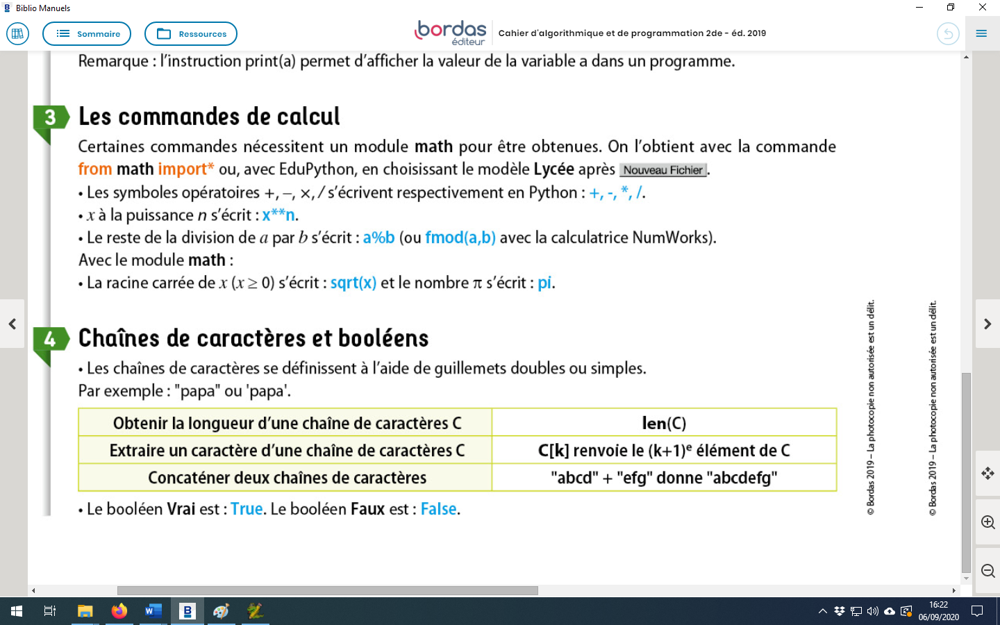 Biblio Manuels
Sommaire
Ressources
bordas
éditeur
Cahier d'algorithmique et de programmation 2de - éd. 2019
Remarque : l'instruction print(a) permet d'afficher la valeur de la variable a dans un programme.
3 Les commandes de calcul
Certaines commandes nécessitent un module math pour être obtenues. On l'obtient avec la commande
from math import* ou, avec EduPython, en choisissant le modèle Lycée après Nouveau Fichier.
• Les symboles opératoires +, –, ×, / s'écrivent respectivement en Python : +, -, *, /.
• x à la puissance n s'écrit : x**n.
• Le reste de la division de a par b s'écrit : a%b (ou fmod(a,b) avec la calculatrice NumWorks).
Avec le module math :
• La racine carrée de x (x ≥ 0) s'écrit : sqrt(x) et le nombre π s'écrit : pi.
4 Chaînes de caractères et booléens
• Les chaînes de caractères se définissent à l'aide de guillemets doubles ou simples.
Par exemple : "papa" ou 'papa'.
Obtenir la longueur d'une chaîne de caractères C len(C)
Extraire un caractère d'une chaîne de caractères C C[k] renvoie le (k+1)e élément de C
Concaténer deux chaînes de caractères "abcd" + "efg" donne "abcdefg"
• Le booléen Vrai est : True. Le booléen Faux est : False.
© Bordas 2019 – La photocopie non autorisée est un délit.
© Bordas 2019 – La photocopie non autorisée est un délit.
16:22
06/09/2020